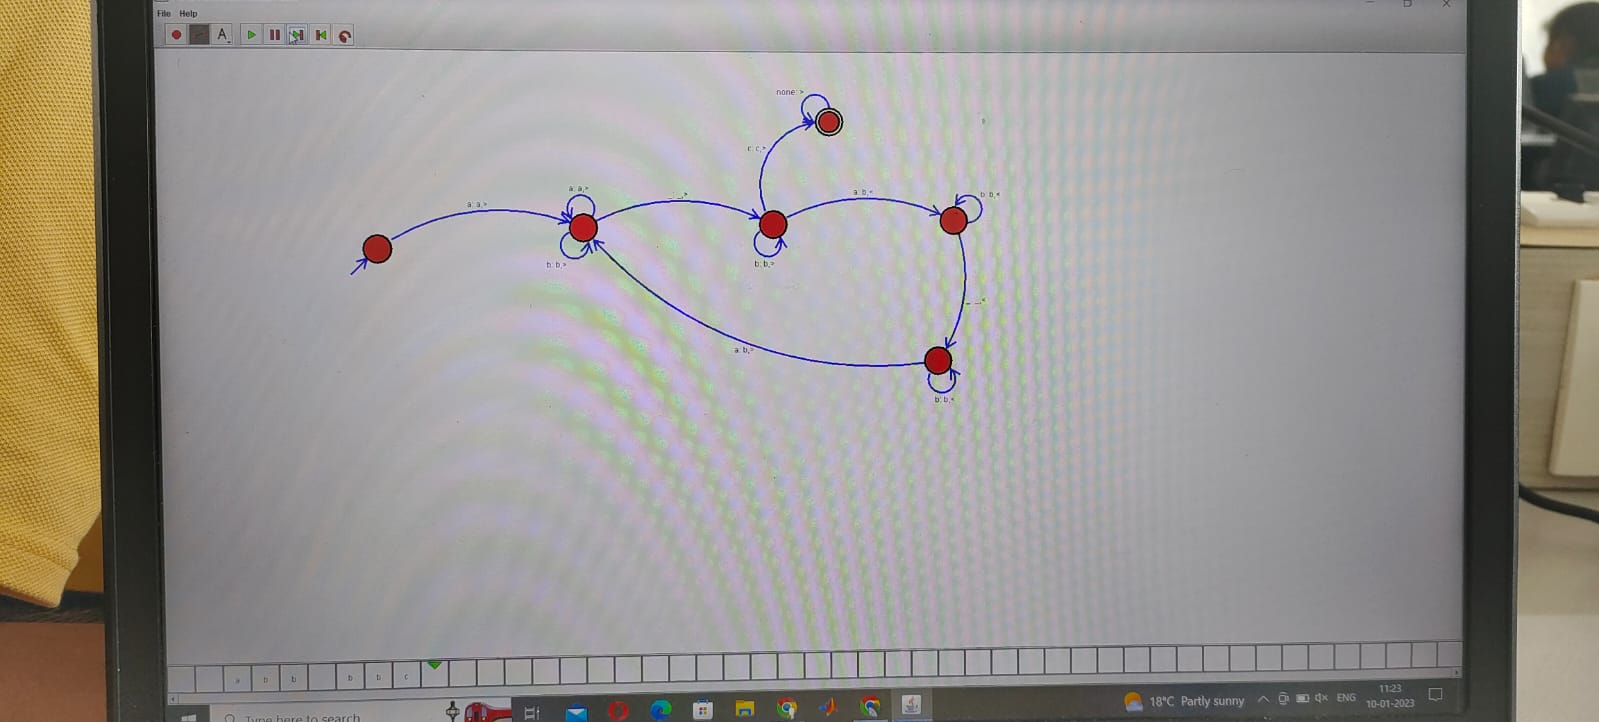 File Help
A
none: >
c: c,>
a: a,>
_: _,>
a: b,<
b: b,<
a: a,>
b: b,>
b: b,>
_: _,<
a: b,>
b: b,<
a b b b b c
Type here to search
18°C Partly sunny
ENG
11:23
10-01-2023